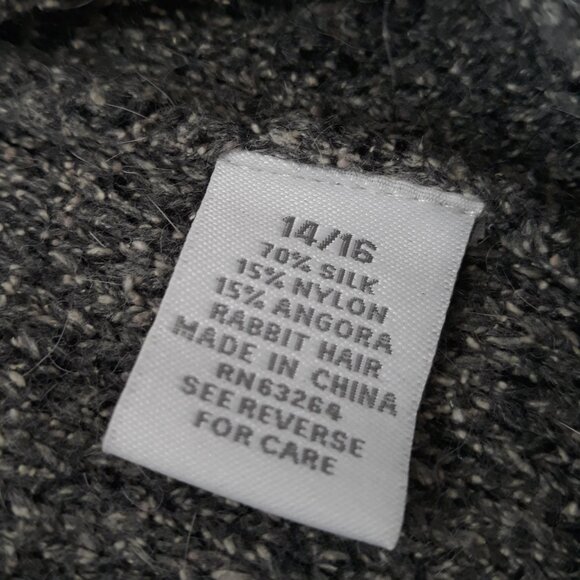 14/16
70% SILK
15% NYLON
15% ANGORA
RABBIT HAIR
MADE IN CHINA
RN63264
SEE REVERSE
FOR CARE